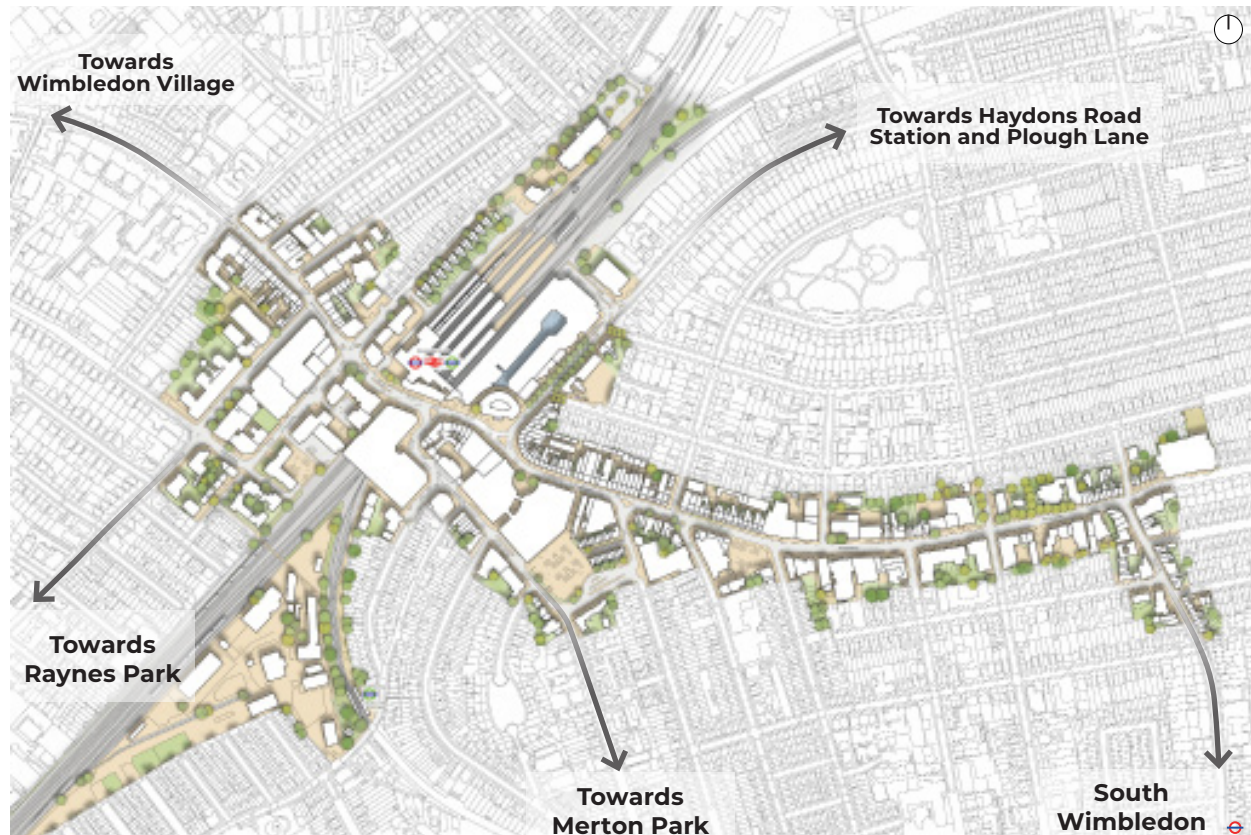 Towards
Wimbledon Village
Towards Haydons Road
Station and Plough Lane
Towards
Raynes Park
Towards
Merton Park
South
Wimbledon